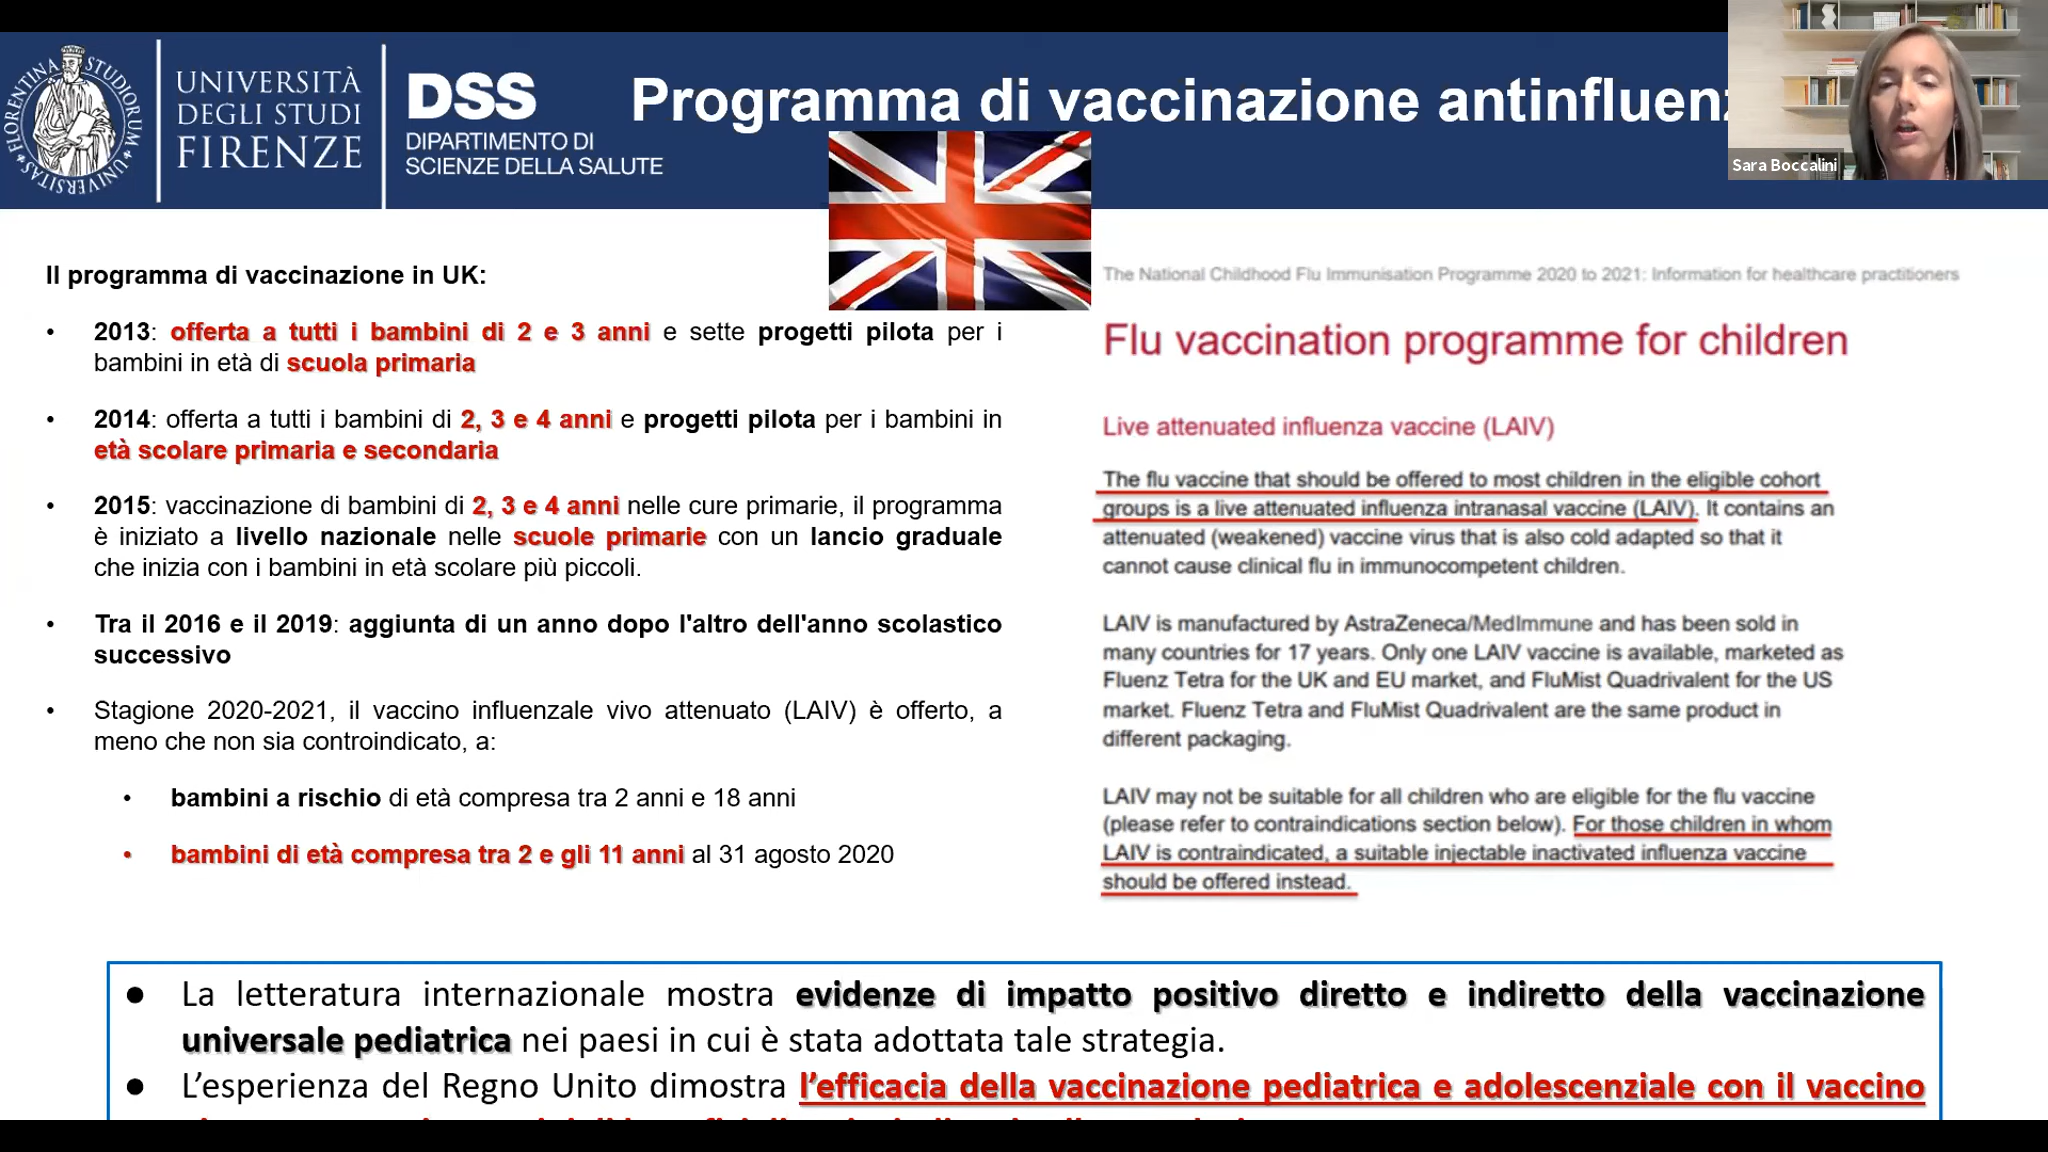 FLORENTINA STUDIORUM UNIVERSITAS
UNIVERSITÀ
DEGLI STUDI
FIRENZE
DSS
DIPARTIMENTO DI
SCIENZE DELLA SALUTE
Programma di vaccinazione antinfluenz
Sara Boccalini
Il programma di vaccinazione in UK:
• 2013: offerta a tutti i bambini di 2 e 3 anni e sette progetti pilota per i
bambini in età di scuola primaria
• 2014: offerta a tutti i bambini di 2, 3 e 4 anni e progetti pilota per i bambini in
età scolare primaria e secondaria
• 2015: vaccinazione di bambini di 2, 3 e 4 anni nelle cure primarie, il programma
è iniziato a livello nazionale nelle scuole primarie con un lancio graduale
che inizia con i bambini in età scolare più piccoli.
• Tra il 2016 e il 2019: aggiunta di un anno dopo l'altro dell'anno scolastico
successivo
• Stagione 2020-2021, il vaccino influenzale vivo attenuato (LAIV) è offerto, a
meno che non sia controindicato, a:
• bambini a rischio di età compresa tra 2 anni e 18 anni
• bambini di età compresa tra 2 e gli 11 anni al 31 agosto 2020
The National Childhood Flu Immunisation Programme 2020 to 2021: Information for healthcare practitioners
Flu vaccination programme for children
Live attenuated influenza vaccine (LAIV)
The flu vaccine that should be offered to most children in the eligible cohort
groups is a live attenuated influenza intranasal vaccine (LAIV). It contains an
attenuated (weakened) vaccine virus that is also cold adapted so that it
cannot cause clinical flu in immunocompetent children.
LAIV is manufactured by AstraZeneca/MedImmune and has been sold in
many countries for 17 years. Only one LAIV vaccine is available, marketed as
Fluenz Tetra for the UK and EU market, and FluMist Quadrivalent for the US
market. Fluenz Tetra and FluMist Quadrivalent are the same product in
different packaging.
LAIV may not be suitable for all children who are eligible for the flu vaccine
(please refer to contraindications section below). For those children in whom
LAIV is contraindicated, a suitable injectable inactivated influenza vaccine
should be offered instead.
● La letteratura internazionale mostra evidenze di impatto positivo diretto e indiretto della vaccinazione
universale pediatrica nei paesi in cui è stata adottata tale strategia.
● L’esperienza del Regno Unito dimostra l’efficacia della vaccinazione pediatrica e adolescenziale con il vaccino